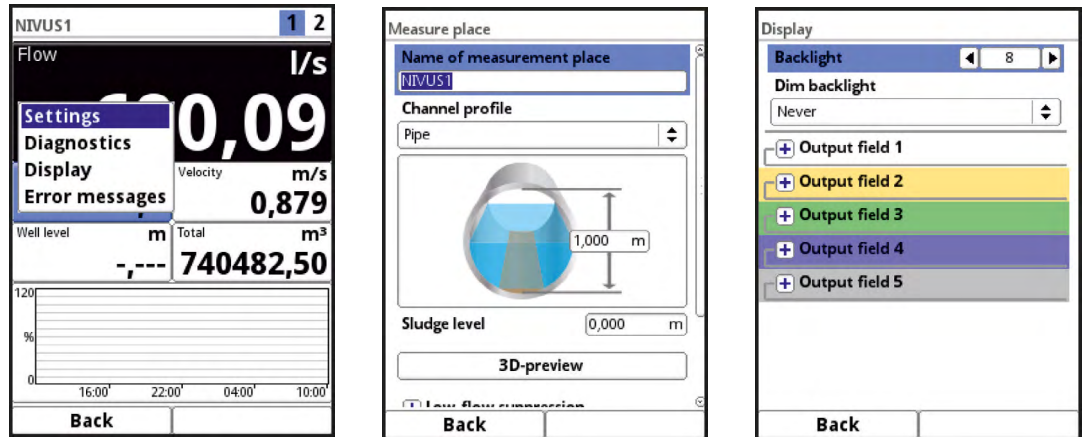 NIVUS1 1 2
Flow l/s
0,09
Settings
Diagnostics
Display
Error messages
Velocity m/s
0,879
Well level m
-,---
Total m³
740482,50
120
%
0
16:00 22:00 04:00 10:00
Back
Measure place
Name of measurement place
NIVUS1
Channel profile
Pipe
1,000 m
Sludge level 0,000 m
3D-preview
Low-flow suppression
Back
Display
Backlight 8
Dim backlight
Never
Output field 1
Output field 2
Output field 3
Output field 4
Output field 5
Back